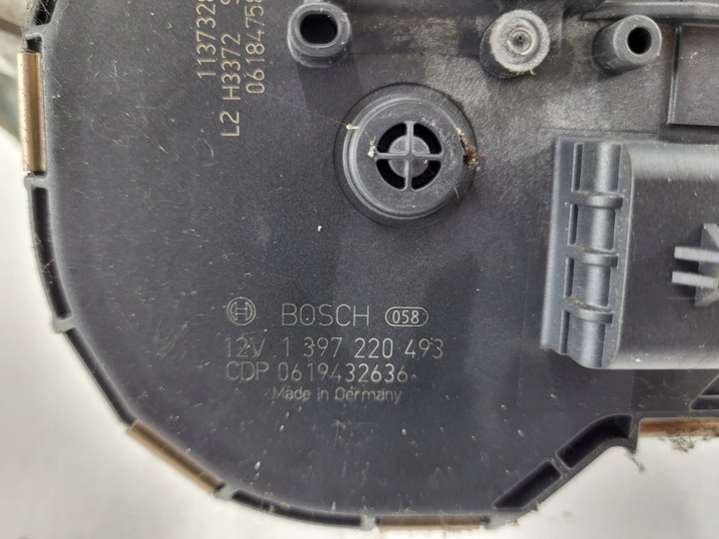 BOSCH 058
12V 1 397 220 493
CDP 0619432636
Made in Germany
L2 H3372